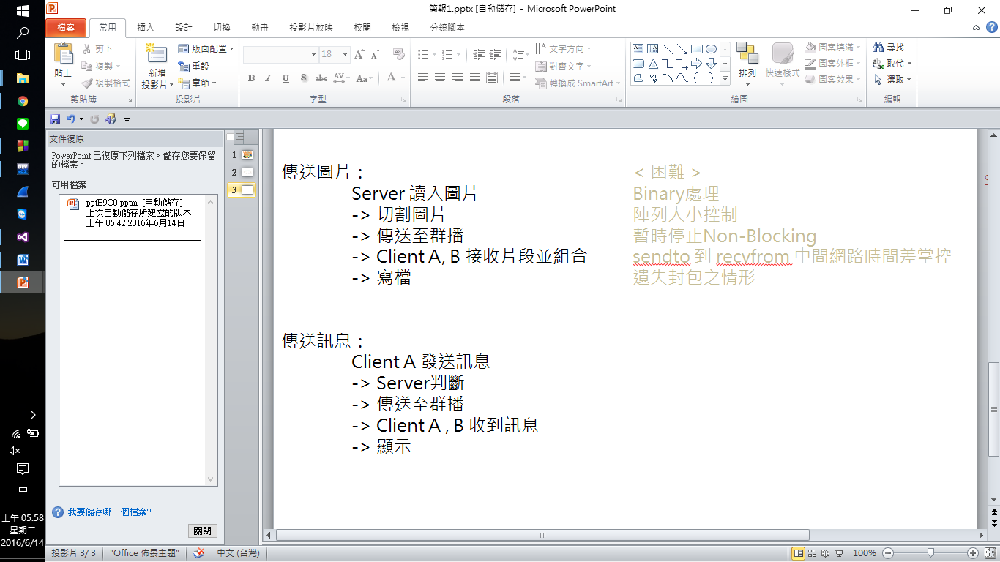 簡報1.pptx [自動儲存] - Microsoft PowerPoint
檔案 常用 插入 設計 切換 動畫 投影片放映 校閱 檢視 分鏡腳本
貼上
剪下
複製
複製格式
剪貼簿
新增
投影片
版面配置
重設
章節
投影片
18
B I U S abc AV Aa A
字型
文字方向
對齊文字
轉換成 SmartArt
段落
排列
快速樣式
圖案填滿
圖案外框
圖案效果
繪圖
尋找
取代
選取
編輯
文件復原
PowerPoint 已復原下列檔案。儲存您要保留
的檔案。
可用檔案
pptB9C0.pptm [自動儲存]
上次自動儲存所建立的版本
上午 05:42 2016年6月14日
我要儲存哪一個檔案?
關閉
1
2
3
傳送圖片：
Server 讀入圖片
-> 切割圖片
-> 傳送至群播
-> Client A, B 接收片段並組合
-> 寫檔
< 困難 >
Binary處理
陣列大小控制
暫時停止Non-Blocking
sendto 到 recvfrom 中間網路時間差掌控
遺失封包之情形
傳送訊息：
Client A 發送訊息
-> Server判斷
-> 傳送至群播
-> Client A , B 收到訊息
-> 顯示
中
上午 05:58
星期二
2016/6/14
投影片 3/ 3 "Office 佈景主題" 中文 (台灣) 100%